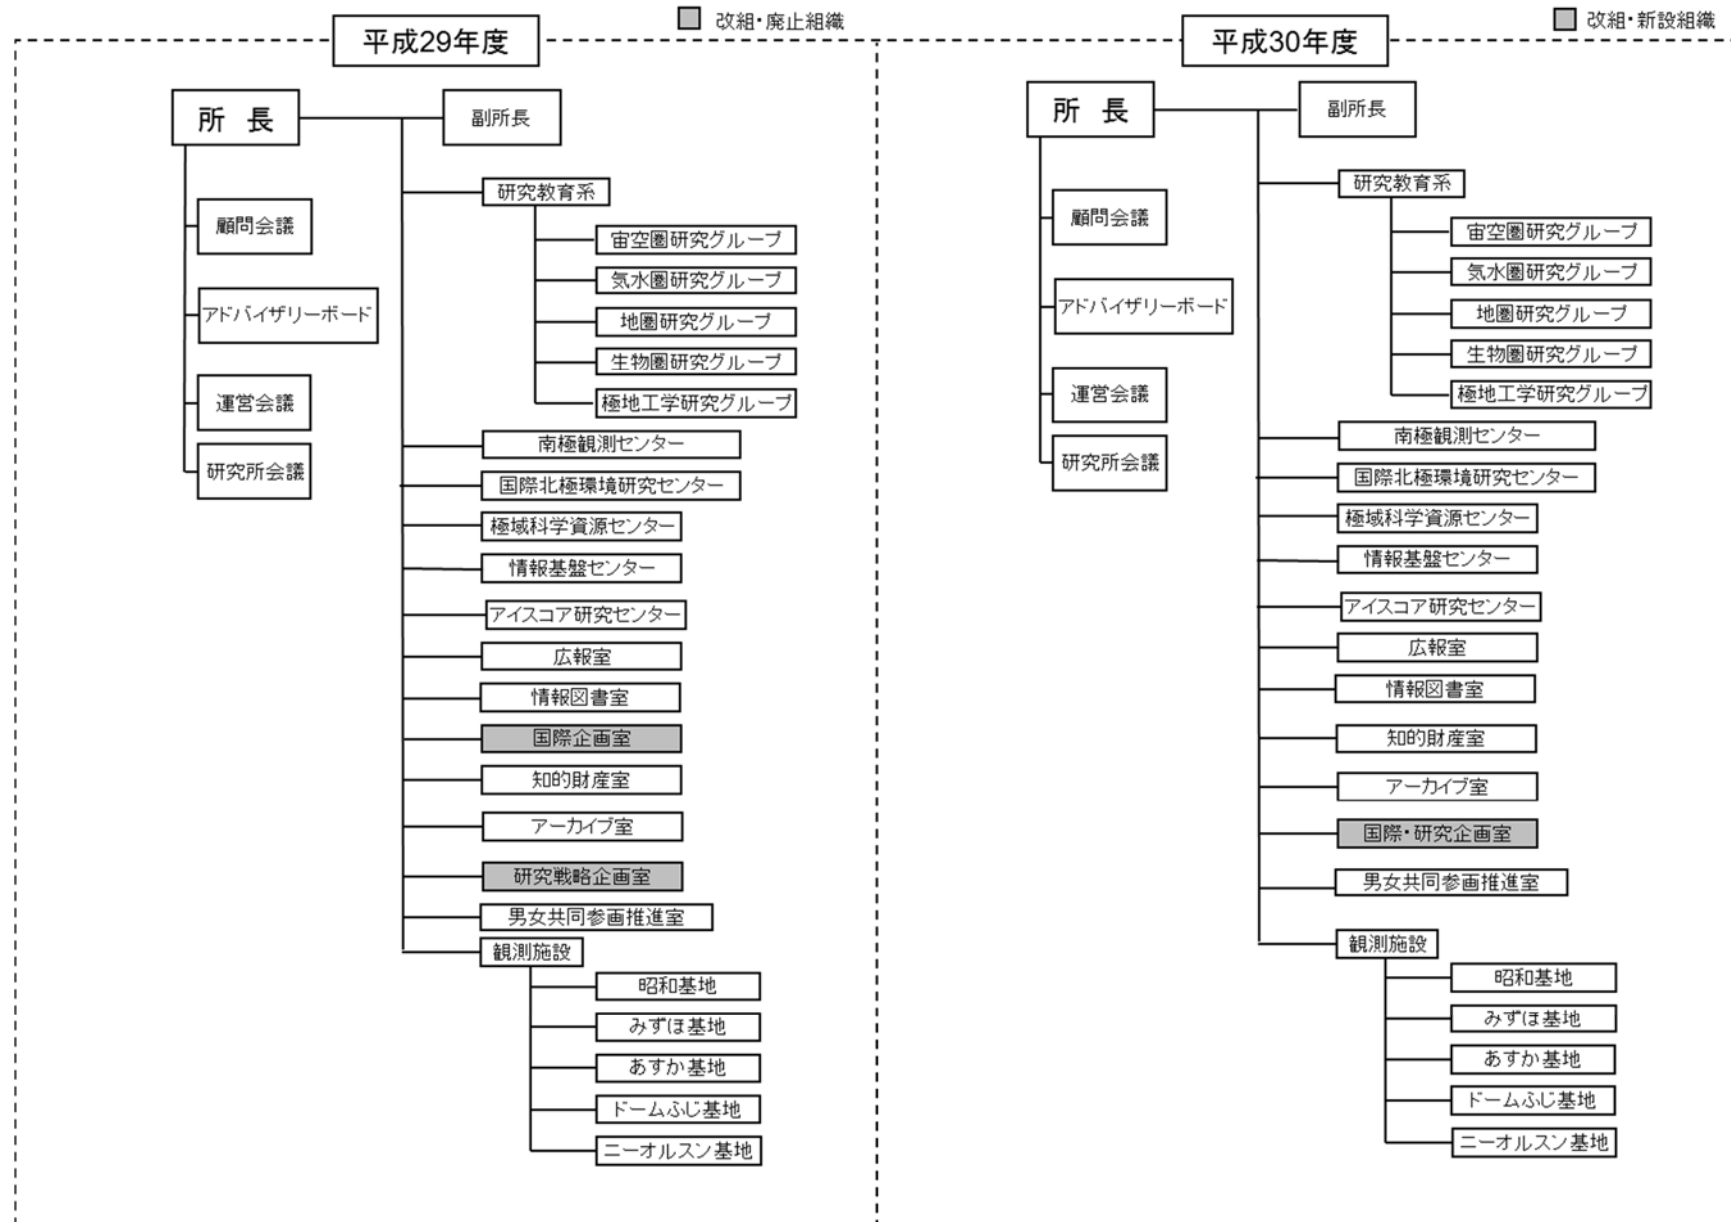 平成29年度
改組・廃止組織
所 長
副所長
顧問会議
アドバイザリーボード
運営会議
研究所会議
研究教育系
宙空圏研究グループ
気水圏研究グループ
地圏研究グループ
生物圏研究グループ
極地工学研究グループ
南極観測センター
国際北極環境研究センター
極域科学資源センター
情報基盤センター
アイスコア研究センター
広報室
情報図書室
国際企画室
知的財産室
アーカイブ室
研究戦略企画室
男女共同参画推進室
観測施設
昭和基地
みずほ基地
あすか基地
ドームふじ基地
ニーオルスン基地
平成30年度
改組・新設組織
所 長
副所長
顧問会議
アドバイザリーボード
運営会議
研究所会議
研究教育系
宙空圏研究グループ
気水圏研究グループ
地圏研究グループ
生物圏研究グループ
極地工学研究グループ
南極観測センター
国際北極環境研究センター
極域科学資源センター
情報基盤センター
アイスコア研究センター
広報室
情報図書室
知的財産室
アーカイブ室
国際・研究企画室
男女共同参画推進室
観測施設
昭和基地
みずほ基地
あすか基地
ドームふじ基地
ニーオルスン基地